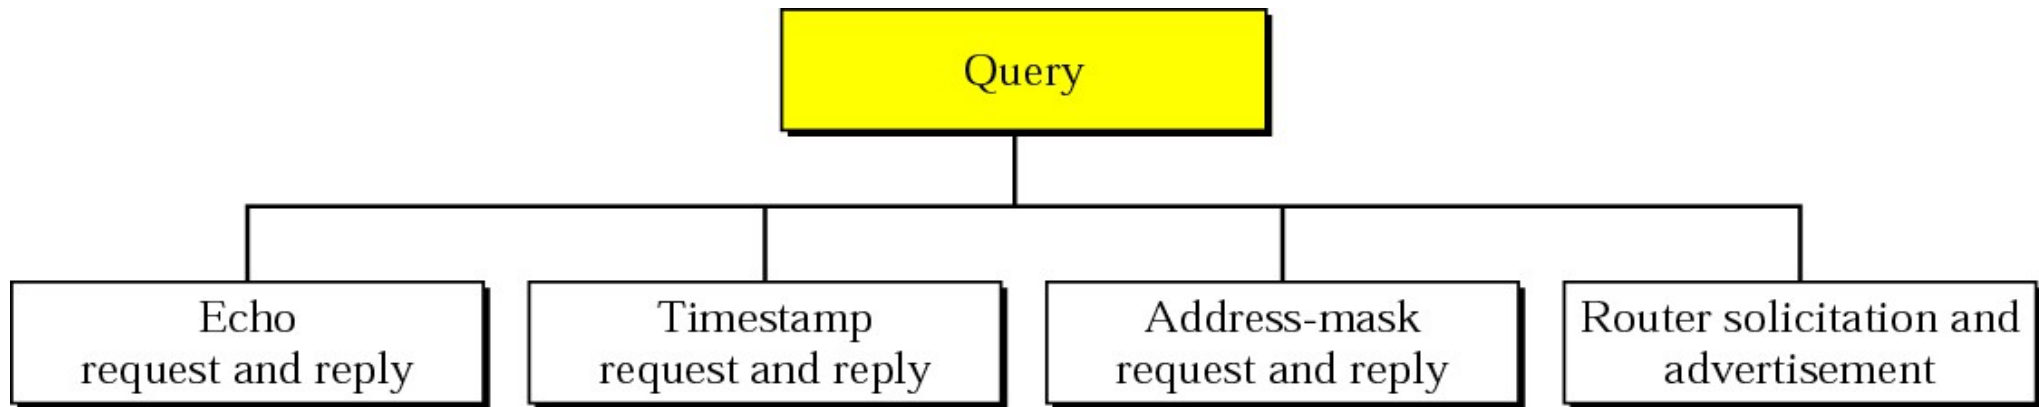 Query
Echo
request and reply
Timestamp
request and reply
Address-mask
request and reply
Router solicitation and
advertisement